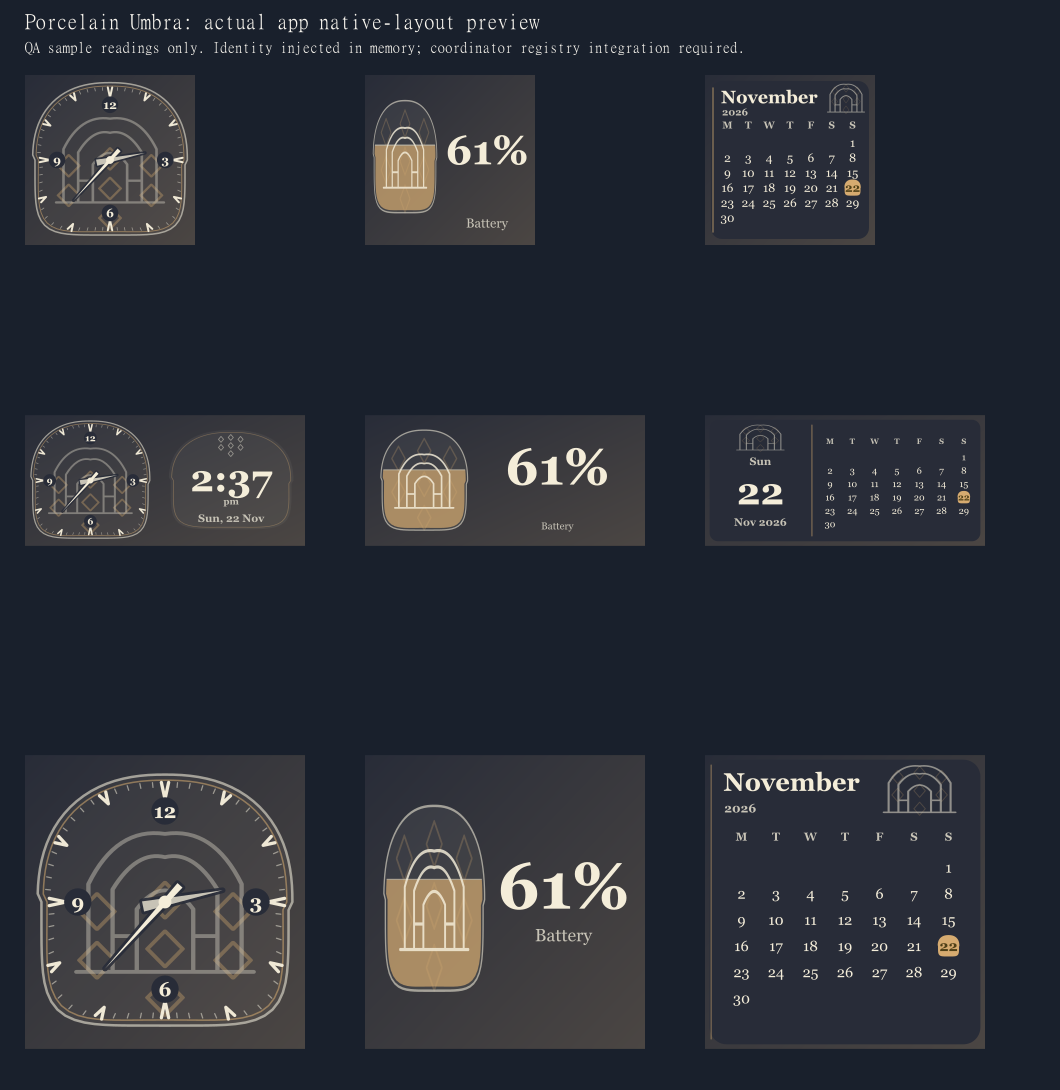 Porcelain Umbra: actual app native-layout preview
QA sample readings only. Identity injected in memory; coordinator registry integration required.
12
9 3
6
61%
Battery
November
2026
M T W T F S S
1
2 3 4 5 6 7 8
9 10 11 12 13 14 15
16 17 18 19 20 21 22
23 24 25 26 27 28 29
30
12
9 3
6
2:37
pm
Sun, 22 Nov
61%
Battery
Sun
22
Nov 2026
M T W T F S S
1
2 3 4 5 6 7 8
9 10 11 12 13 14 15
16 17 18 19 20 21 22
23 24 25 26 27 28 29
30
12
9 3
6
61%
Battery
November
2026
M T W T F S S
1
2 3 4 5 6 7 8
9 10 11 12 13 14 15
16 17 18 19 20 21 22
23 24 25 26 27 28 29
30